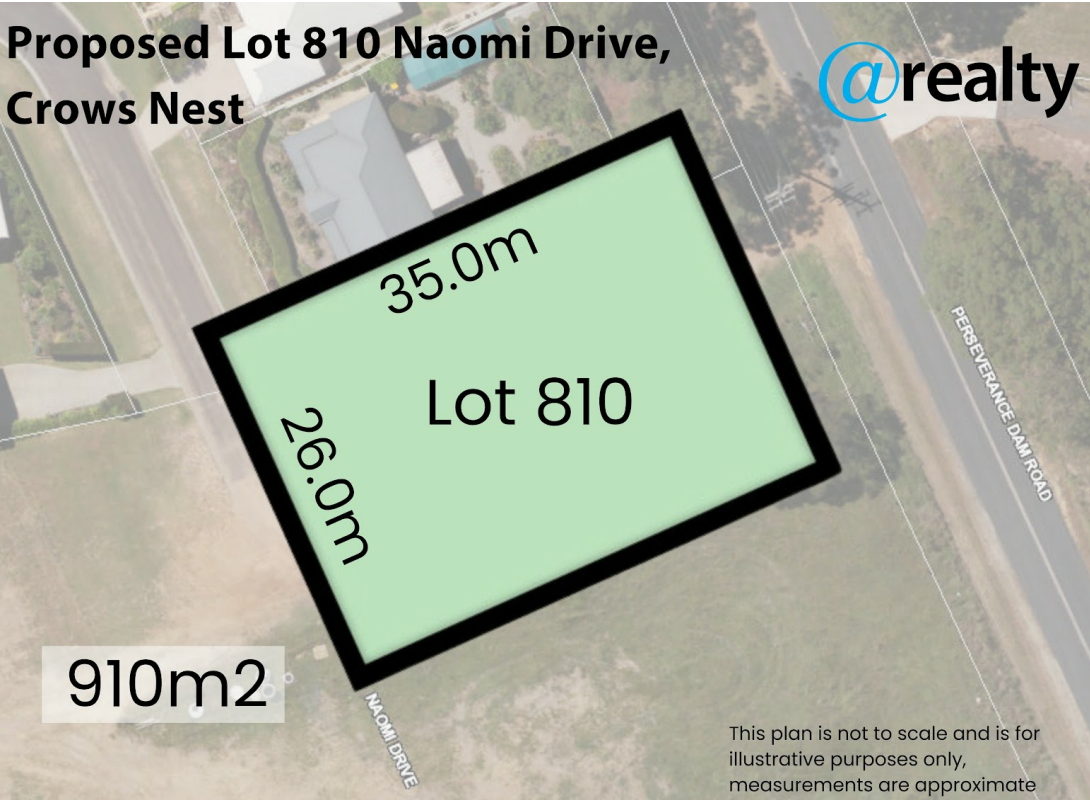 Proposed Lot 810 Naomi Drive,
Crows Nest
@realty
35.0m
Lot 810
26.0m
PERSEVERANCE DAM ROAD
910m2
NAOMI DRIVE
This plan is not to scale and is for
illustrative purposes only,
measurements are approximate